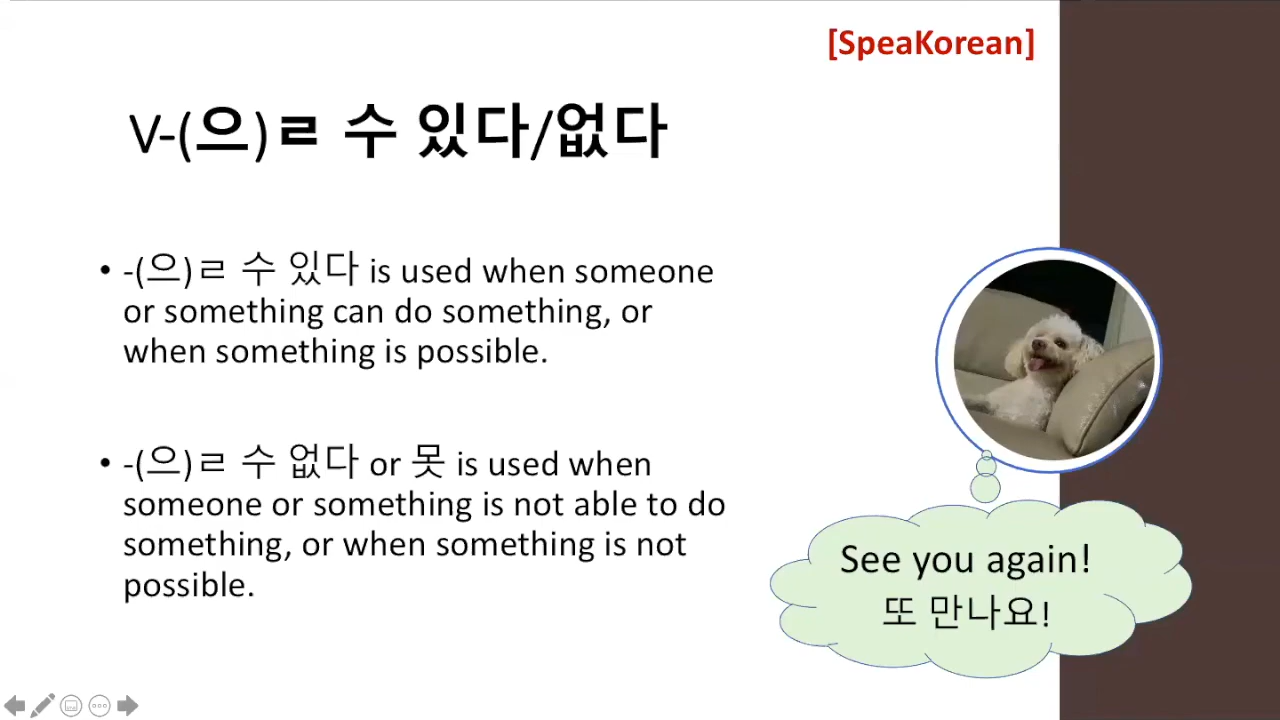 [SpeaKorean]
V-(으)ㄹ 수 있다/없다
• -(으)ㄹ 수 있다 is used when someone
or something can do something, or
when something is possible.
• -(으)ㄹ 수 없다 or 못 is used when
someone or something is not able to do
something, or when something is not
possible.
See you again!
또 만나요!